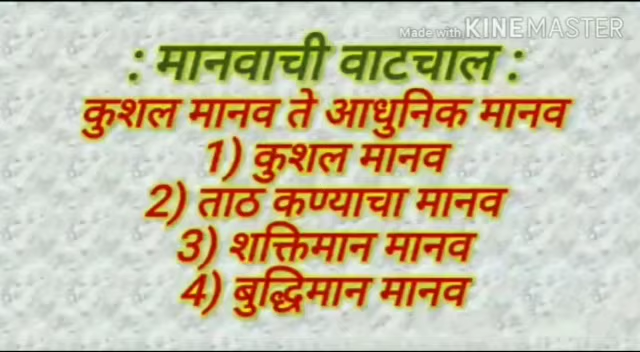 Made with KINEMASTER
: मानवाची वाटचाल :
कुशल मानव ते आधुनिक मानव
1) कुशल मानव
2) ताठ कण्याचा मानव
3) शक्तिमान मानव
4) बुद्धिमान मानव